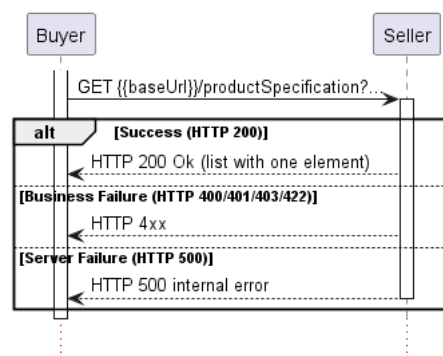 Buyer
Seller
GET {{baseUrl}}/productSpecification?...
alt
[Success (HTTP 200)]
HTTP 200 Ok (list with one element)
[Business Failure (HTTP 400/401/403/422)]
HTTP 4xx
[Server Failure (HTTP 500)]
HTTP 500 internal error